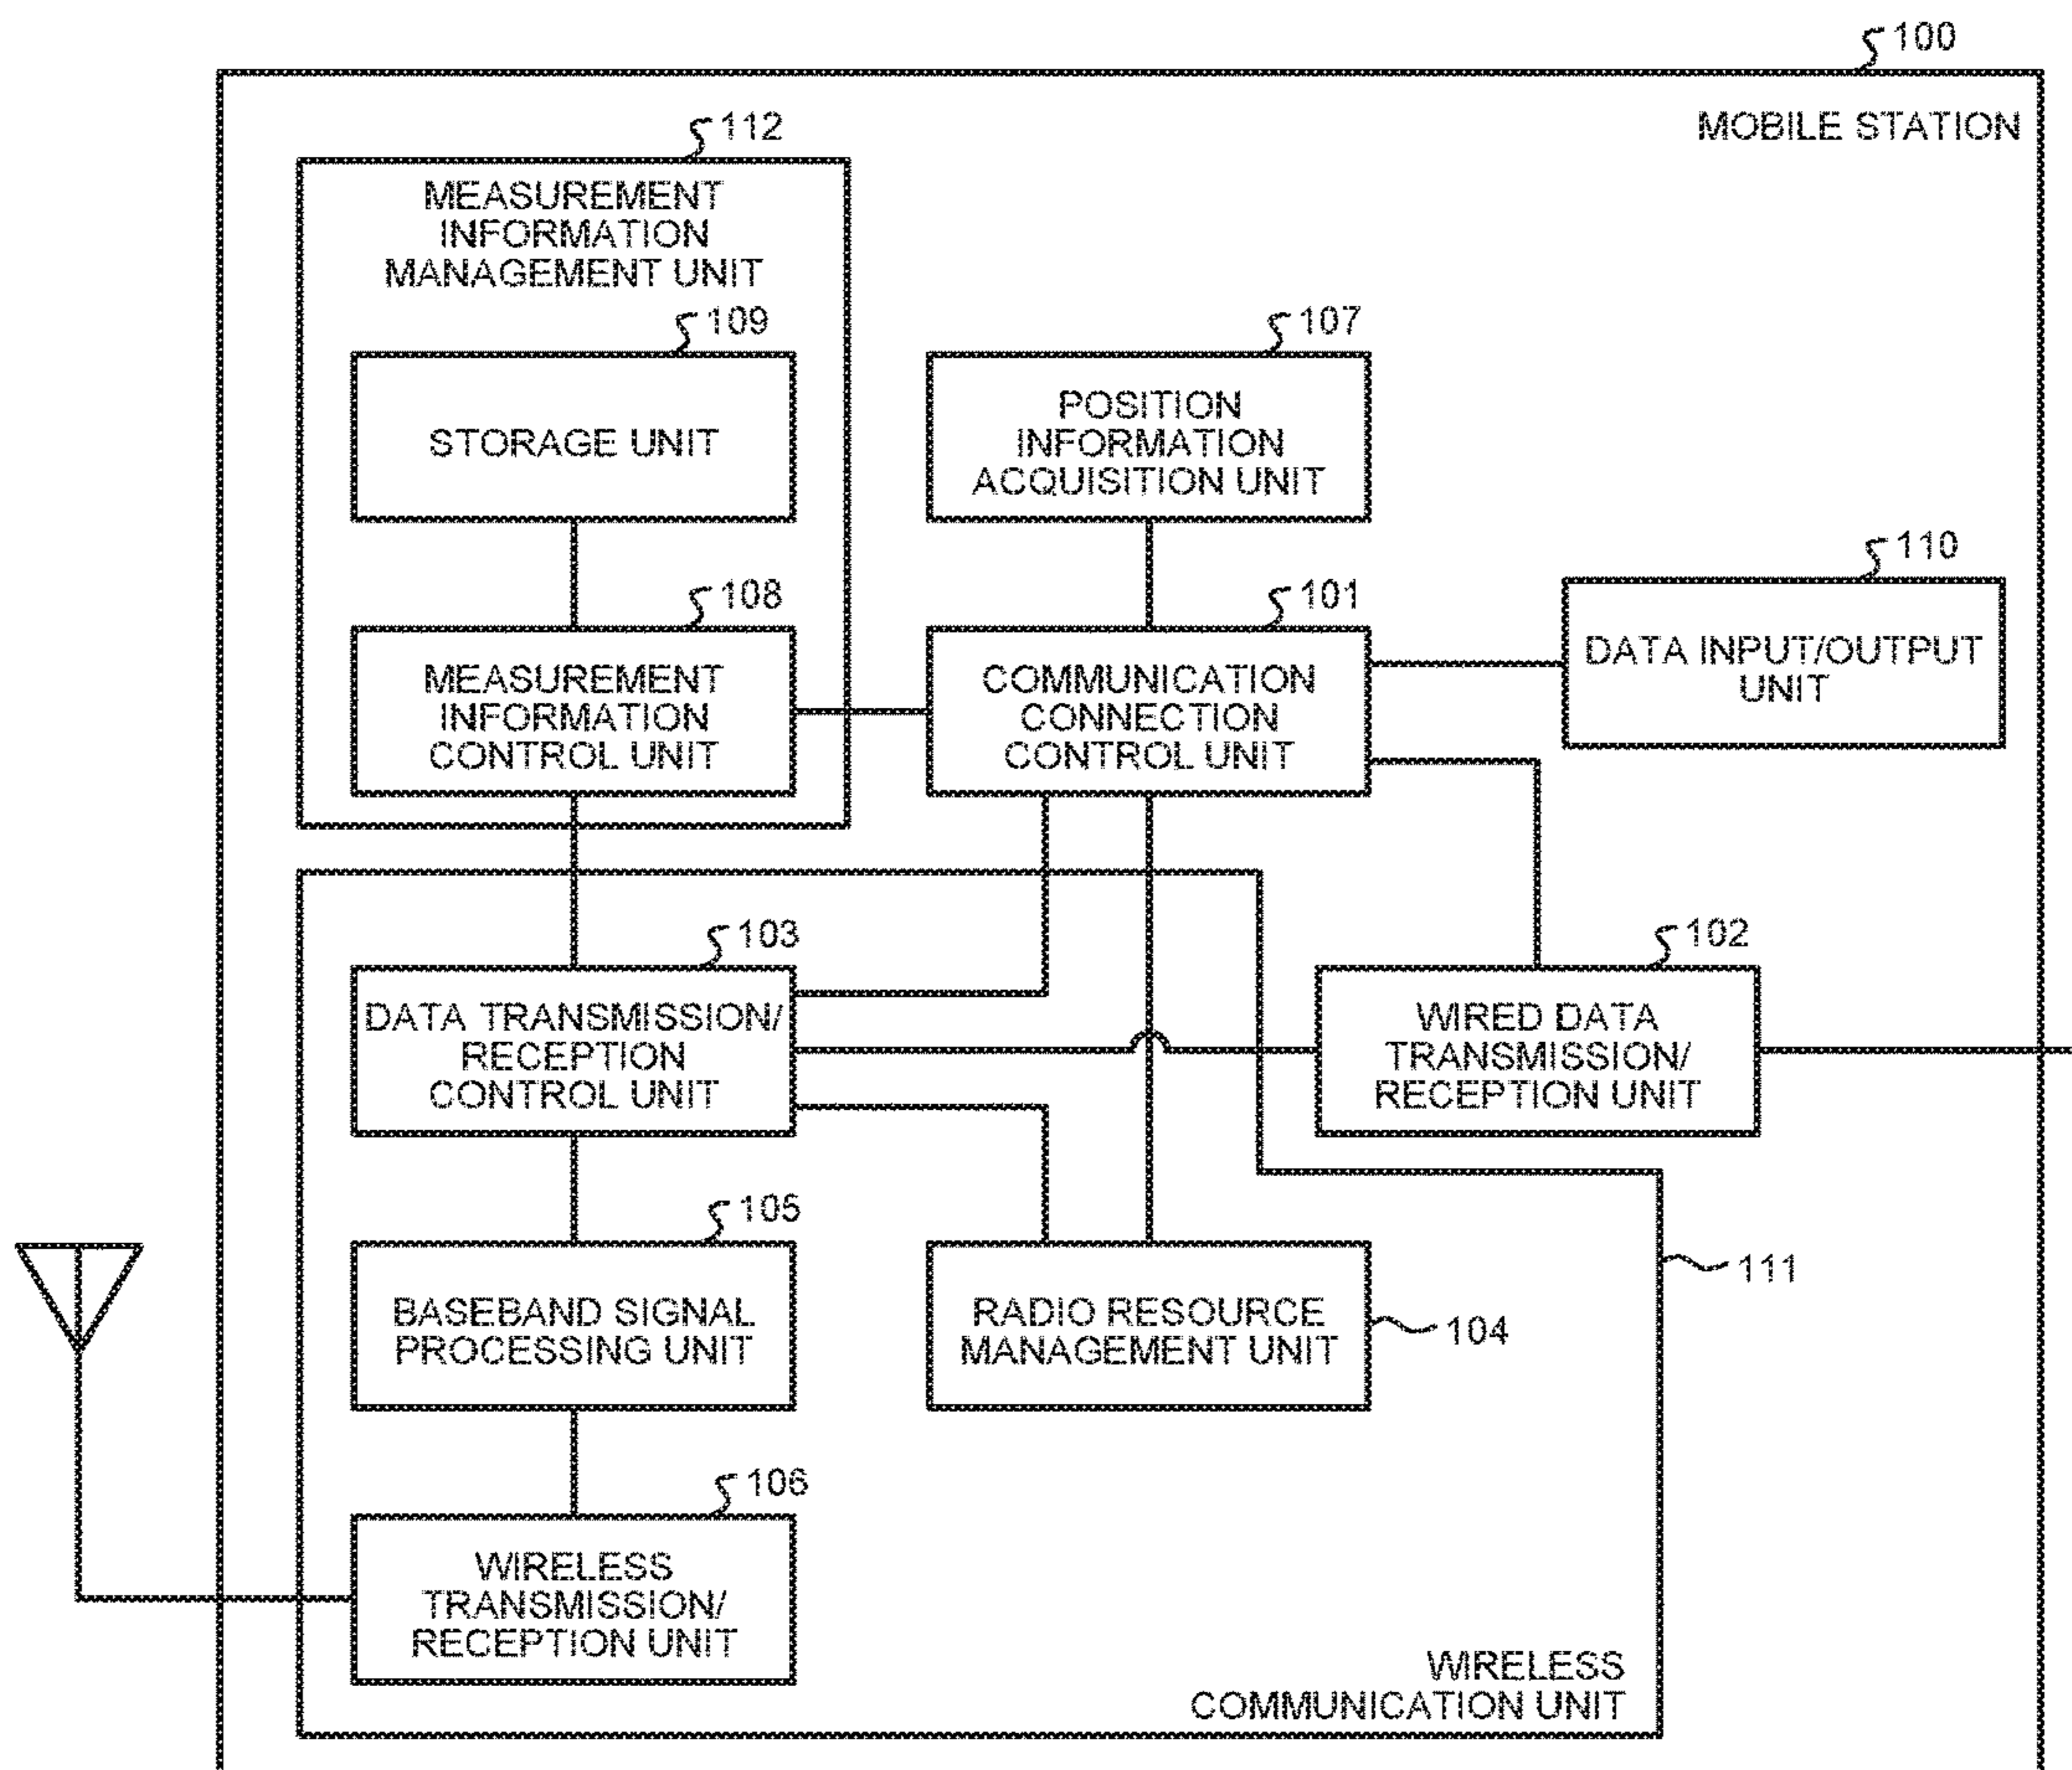 100
MOBILE STATION
112
MEASUREMENT
INFORMATION
MANAGEMENT UNIT
109
STORAGE UNIT
107
POSITION
INFORMATION
ACQUISITION UNIT
110
DATA INPUT/OUTPUT
UNIT
108
MEASUREMENT
INFORMATION
CONTROL UNIT
101
COMMUNICATION
CONNECTION
CONTROL UNIT
103
DATA TRANSMISSION/
RECEPTION
CONTROL UNIT
102
WIRED DATA
TRANSMISSION/
RECEPTION UNIT
105
BASEBAND SIGNAL
PROCESSING UNIT
RADIO RESOURCE
MANAGEMENT UNIT
104
111
106
WIRELESS
TRANSMISSION/
RECEPTION UNIT
WIRELESS
COMMUNICATION UNIT